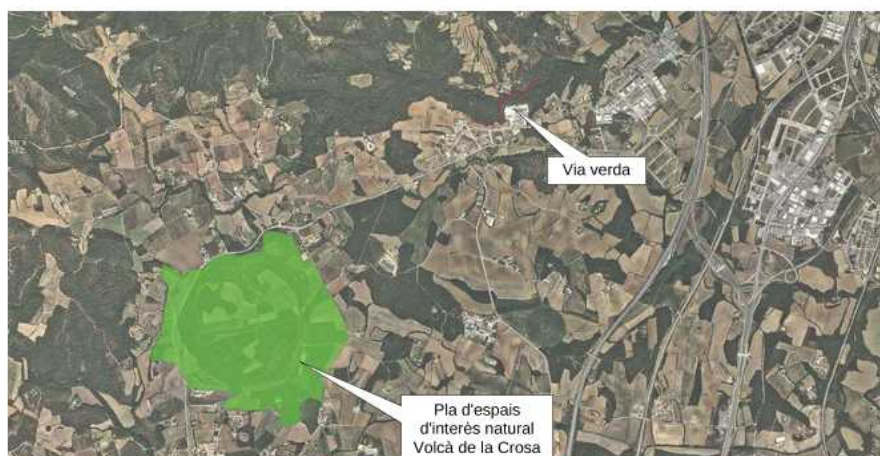 Via verda
Pla d'espais
d'interès natural
Volcà de la Crosa